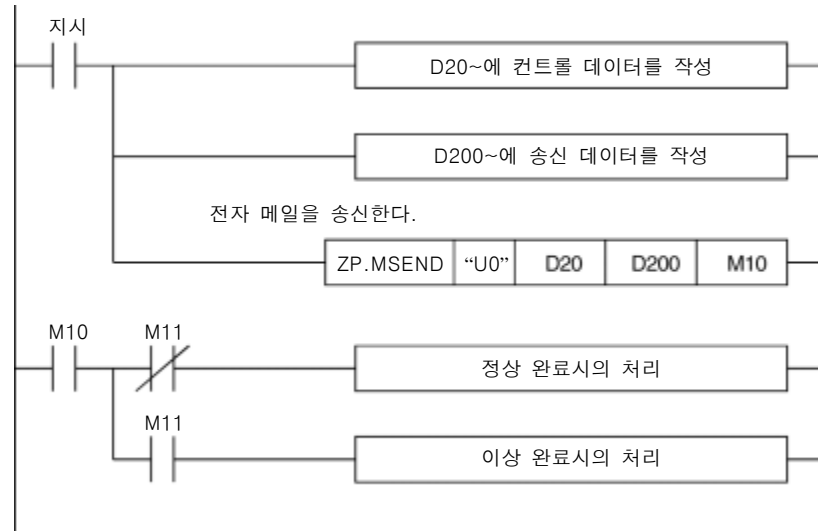 지시
D20~에 컨트롤 데이터를 작성
D200~에 송신 데이터를 작성
전자 메일을 송신한다.
ZP.MSEND “U0” D20 D200 M10
M10 M11
정상 완료시의 처리
M11
이상 완료시의 처리